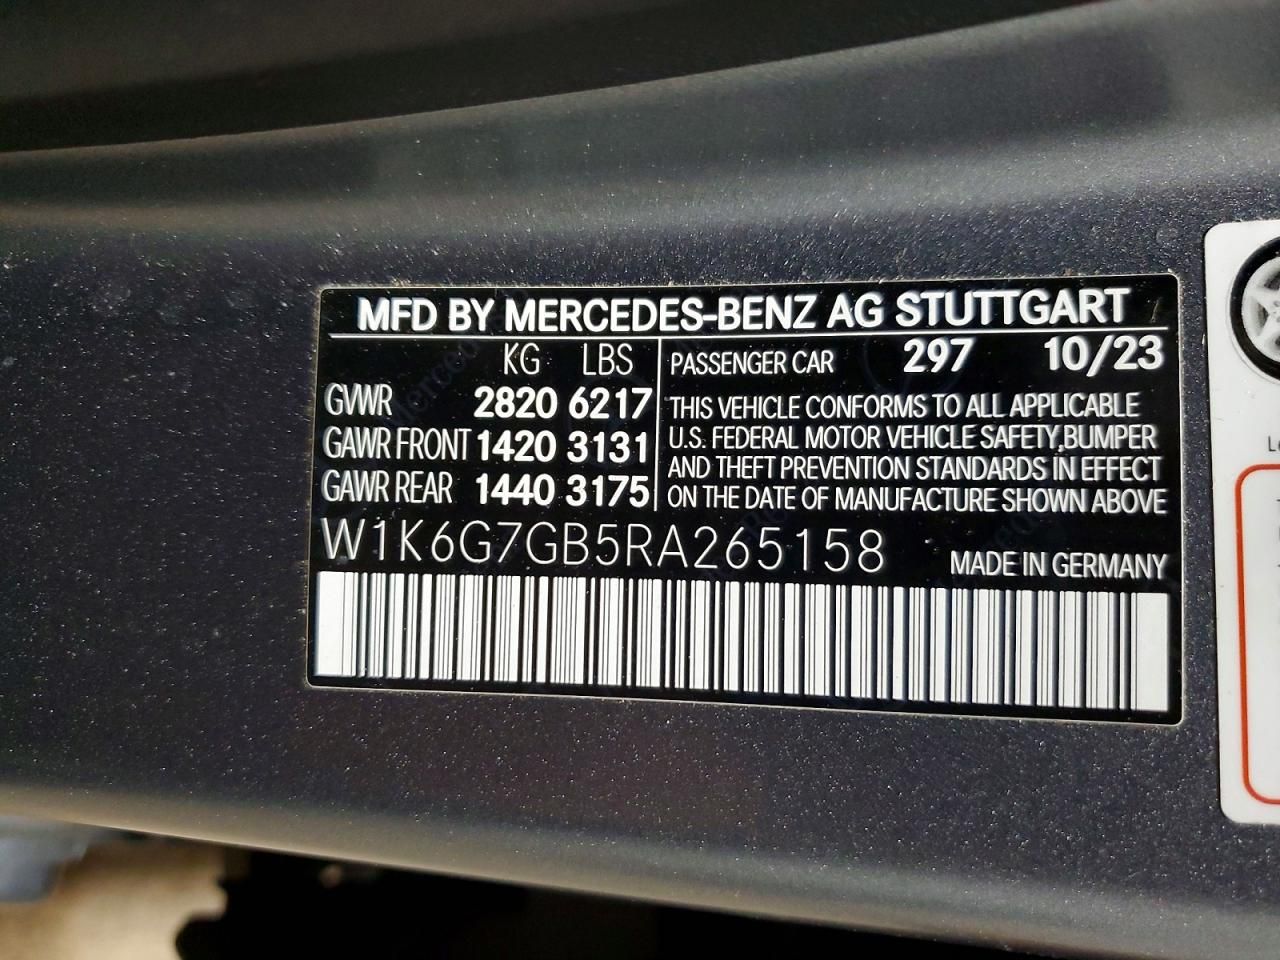 MFD BY MERCEDES-BENZ AG STUTTGART
KG LBS
GVWR 2820 6217
GAWR FRONT 1420 3131
GAWR REAR 1440 3175
PASSENGER CAR 297 10/23
THIS VEHICLE CONFORMS TO ALL APPLICABLE
U.S. FEDERAL MOTOR VEHICLE SAFETY,BUMPER
AND THEFT PREVENTION STANDARDS IN EFFECT
ON THE DATE OF MANUFACTURE SHOWN ABOVE
W1K6G7GB5RA265158
MADE IN GERMANY